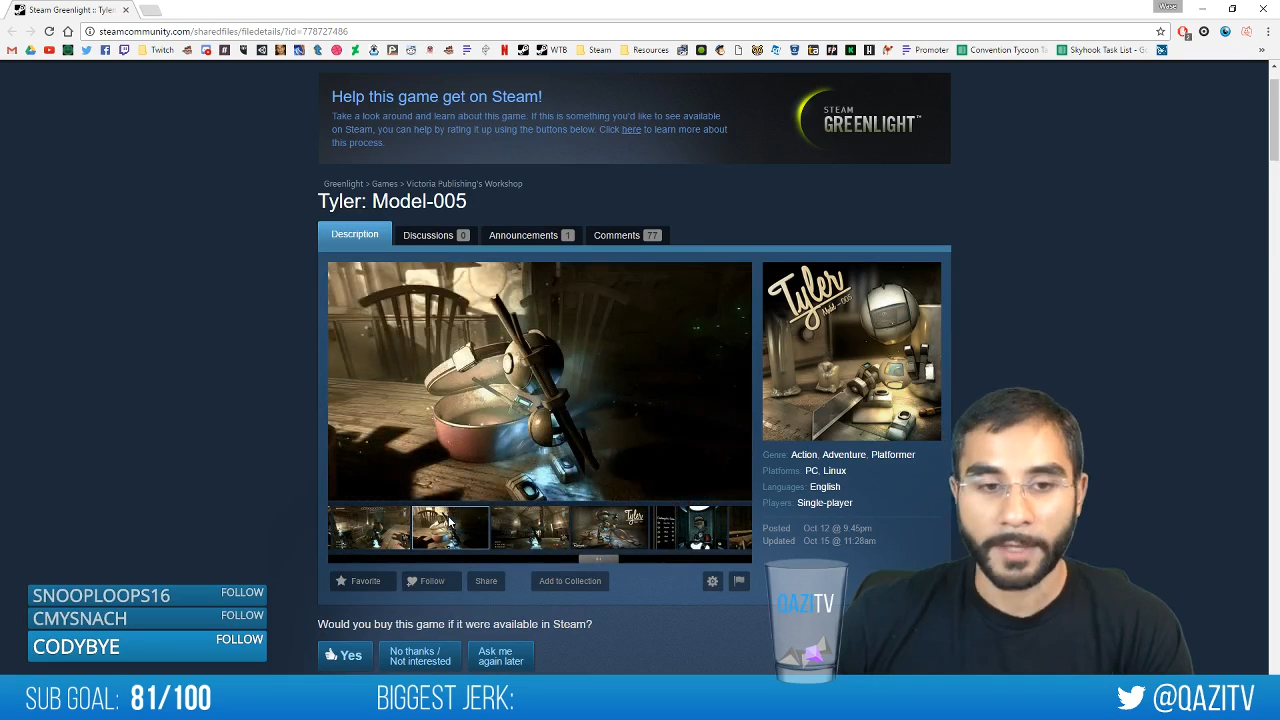 Steam Greenlight :: Tyler
Wase
steamcommunity.com/sharedfiles/filedetails/?id=778727486
Twitch
WTB
Steam
Resources
Promoter
Convention Tycoon
Skyhook Task List - G
Help this game get on Steam!
Take a look around and learn about this game. If this is something you'd like to see available
on Steam, you can help by rating it up using the buttons below. Click here to learn more about
this process.
STEAM
GREENLIGHT™
Greenlight > Games > Victoria Publishing's Workshop
Tyler: Model-005
Description
Discussions 0
Announcements 1
Comments 77
Tyler
Model-005
Genre: Action, Adventure, Platformer
Platforms: PC, Linux
Languages: English
Players: Single-player
Posted Oct 12 @ 9.45pm
Updated Oct 15 @ 11:28am
Tyler
Favorite
Follow
Share
Add to Collection
Would you buy this game if it were available in Steam?
Yes
No thanks /
Not interested
Ask me
again later
SNOOPLOOPS16 FOLLOW
CMYSNACH FOLLOW
CODYBYE FOLLOW
QAZITV
SUB GOAL: 81/100
BIGGEST JERK:
@QAZITV